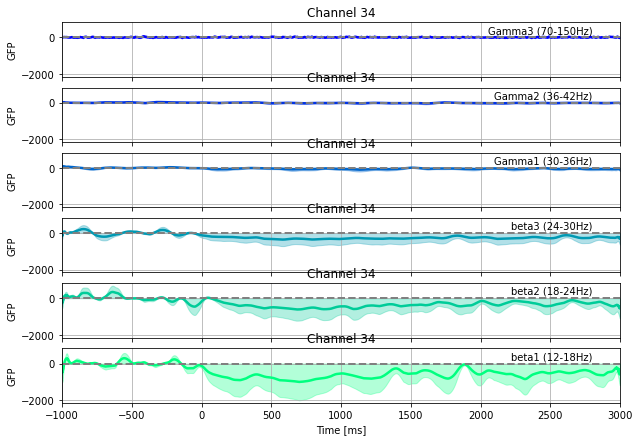 Channel 34
Gamma3 (70-150Hz)
GFP
0
−2000
Channel 34
Gamma2 (36-42Hz)
GFP
0
−2000
Channel 34
Gamma1 (30-36Hz)
GFP
0
−2000
Channel 34
beta3 (24-30Hz)
GFP
0
−2000
Channel 34
beta2 (18-24Hz)
GFP
0
−2000
Channel 34
beta1 (12-18Hz)
GFP
0
−2000
−1000 −500 0 500 1000 1500 2000 2500 3000
Time [ms]